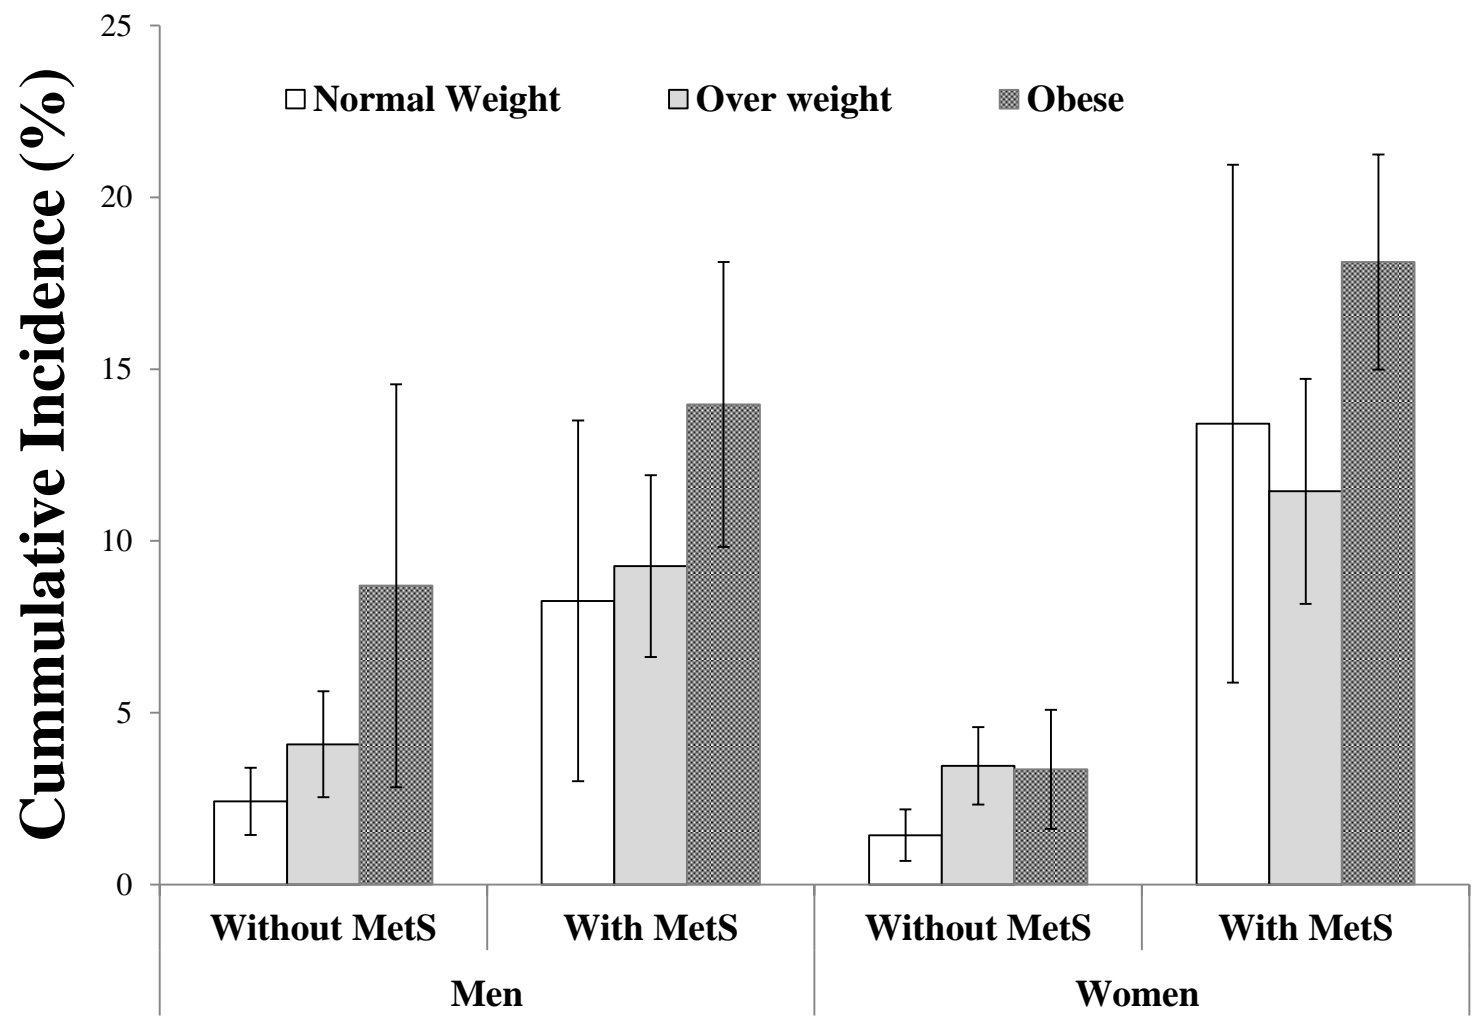 Cummulative Incidence (%)
25
20
15
10
5
0
Normal Weight
Over weight
Obese
Without MetS
With MetS
Without MetS
With MetS
Men
Women